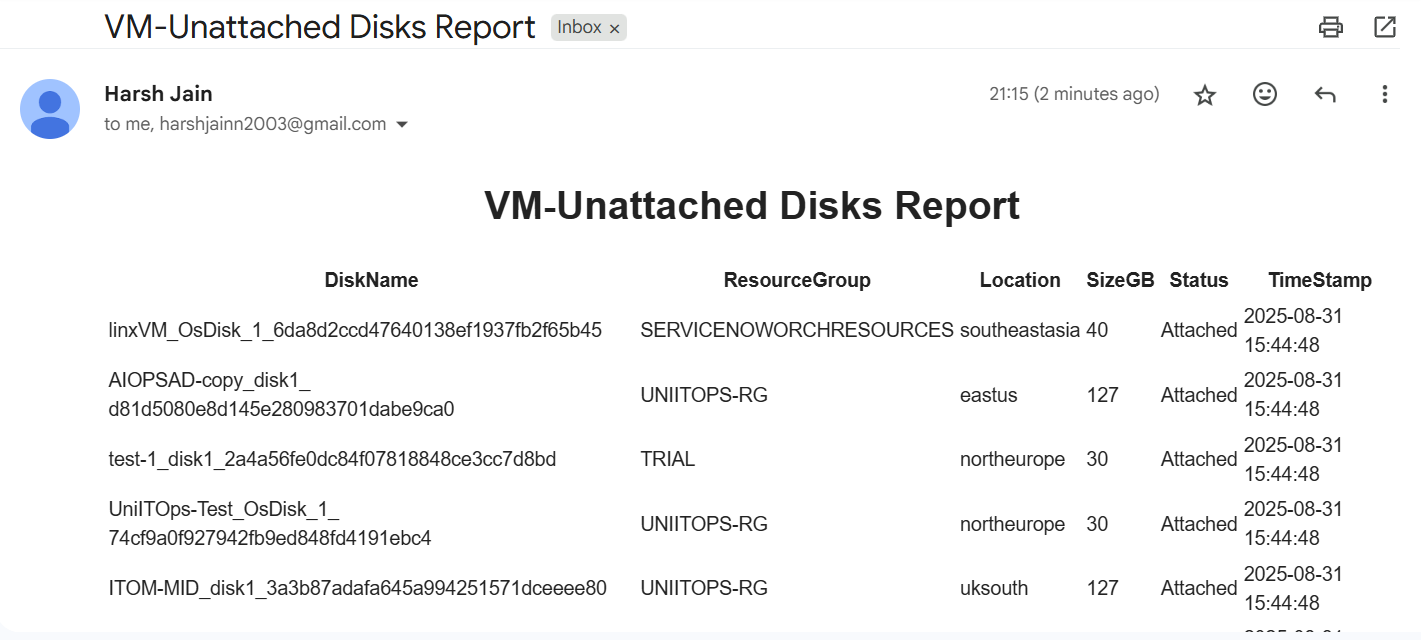 VM-Unattached Disks Report Inbox ×
Harsh Jain
21:15 (2 minutes ago)
to me, harshjainn2003@gmail.com
VM-Unattached Disks Report
DiskName ResourceGroup Location SizeGB Status TimeStamp
linxVM_OsDisk_1_6da8d2ccd47640138ef1937fb2f65b45 SERVICENOWORCHRESOURCES southeastasia 40 Attached 2025-08-31
15:44:48
AIOPSAD-copy_disk1_
d81d5080e8d145e280983701dabe9ca0 UNIITOPS-RG eastus 127 Attached 2025-08-31
15:44:48
test-1_disk1_2a4a56fe0dc84f07818848ce3cc7d8bd TRIAL northeurope 30 Attached 2025-08-31
15:44:48
UniITOps-Test_OsDisk_1_
74cf9a0f927942fb9ed848fd4191ebc4 UNIITOPS-RG northeurope 30 Attached 2025-08-31
15:44:48
ITOM-MID_disk1_3a3b87adafa645a994251571dceeee80 UNIITOPS-RG uksouth 127 Attached 2025-08-31
15:44:48